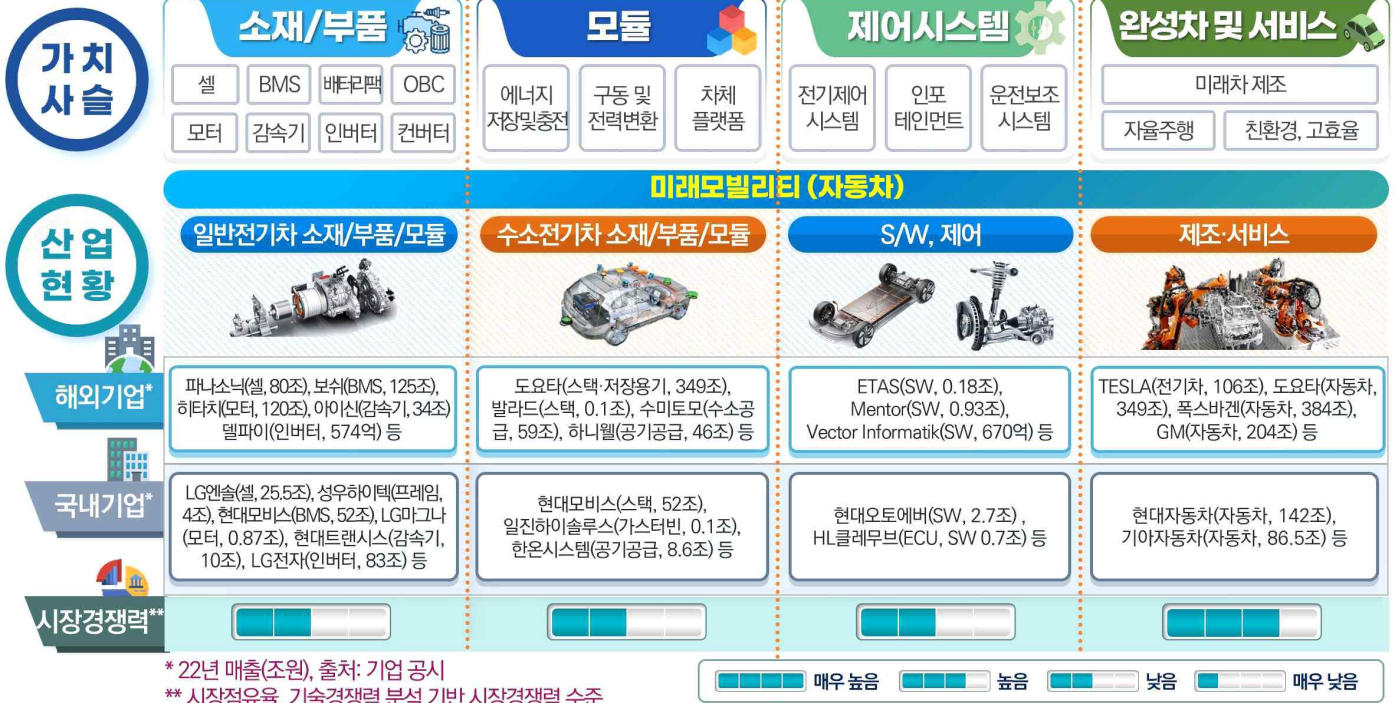 가치
사슬
소재/부품
셀
BMS
배터리팩
OBC
모터
감속기
인버터
컨버터
모듈
에너지
저장및충전
구동 및
전력변환
차체
플랫폼
제어시스템
전기제어
시스템
인포
테인먼트
운전보조
시스템
완성차 및 서비스
미래차 제조
자율주행
친환경, 고효율
미래모빌리티 (자동차)
산업
현황
일반전기차 소재/부품/모듈
수소전기차 소재/부품/모듈
S/W, 제어
제조·서비스
해외기업*
파나소닉(셀, 80조), 보쉬(BMS, 125조),
히타치(모터, 120조), 아이신(감속기, 34조)
델파이(인버터, 574억) 등
도요타(스택·저장용기, 349조),
발라드(스택, 0.1조), 수미토모(수소공
급, 59조), 하니웰(공기공급, 46조) 등
ETAS(SW, 0.18조),
Mentor(SW, 0.93조),
Vector Informatik(SW, 670억) 등
TESLA(전기차, 106조), 도요타(자동차,
349조), 폭스바겐(자동차, 384조),
GM(자동차, 204조) 등
국내기업*
LG엔솔(셀, 25.5조), 성우하이텍(프레임,
4조), 현대모비스(BMS, 52조), LG마그나
(모터, 0.87조), 현대트랜시스(감속기,
10조), LG전자(인버터, 83조) 등
현대모비스(스택, 52조),
일진하이솔루스(가스터빈, 0.1조),
한온시스템(공기공급, 8.6조) 등
현대오토에버(SW, 2.7조) ,
HL클레무브(ECU, SW 0.7조) 등
현대자동차(자동차, 142조),
기아자동차(자동차, 86.5조) 등
시장경쟁력**
* 22년 매출(조원), 출처: 기업 공시
** 시장점유율, 기술경쟁력 분석 기반 시장경쟁력 수준
매우 높음
높음
낮음
매우 낮음